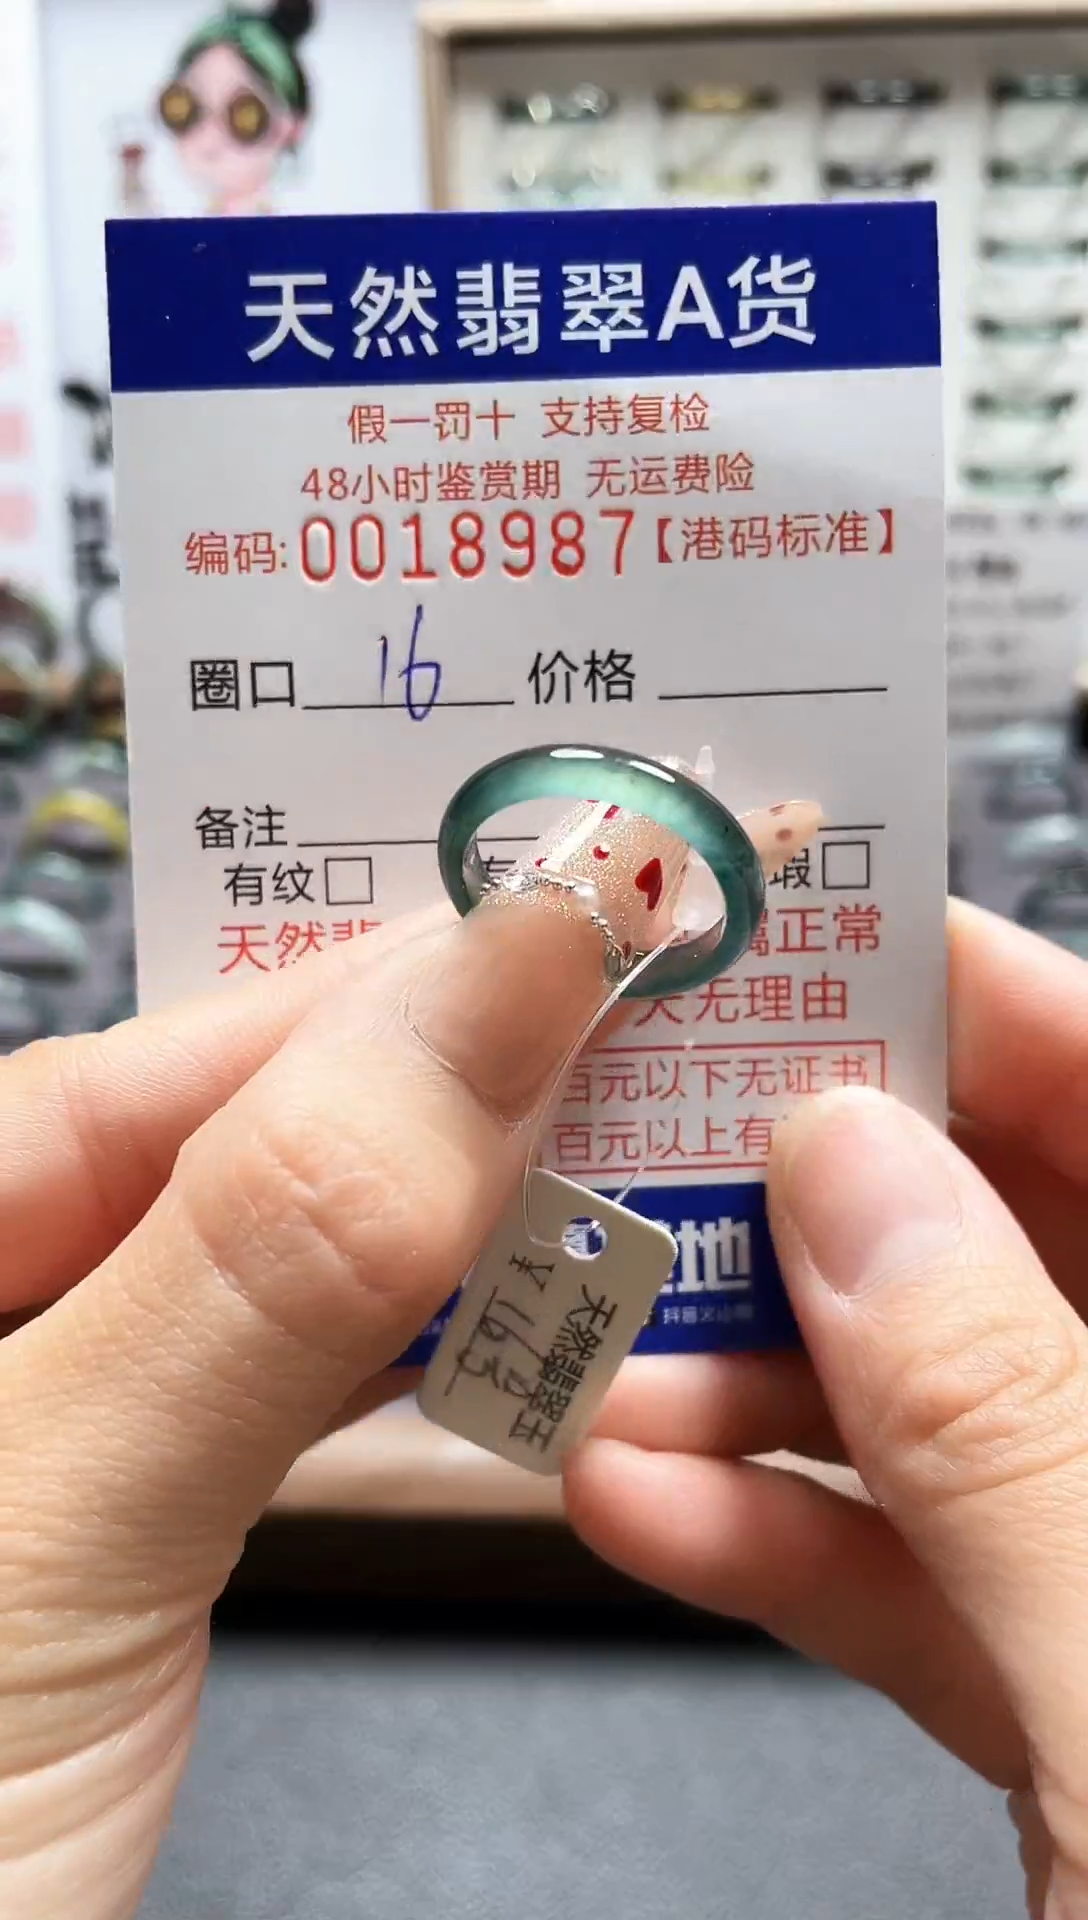 天然翡翠A货
假一罚十 支持复检
48小时鉴赏期 无运费险
编码:0018987【港码标准】
圈口 16 价格
备注
有纹□ 瑕□
天然 属正常
天无理由
百元以下无证书
百元以上有
地
¥
天然翡翠玉